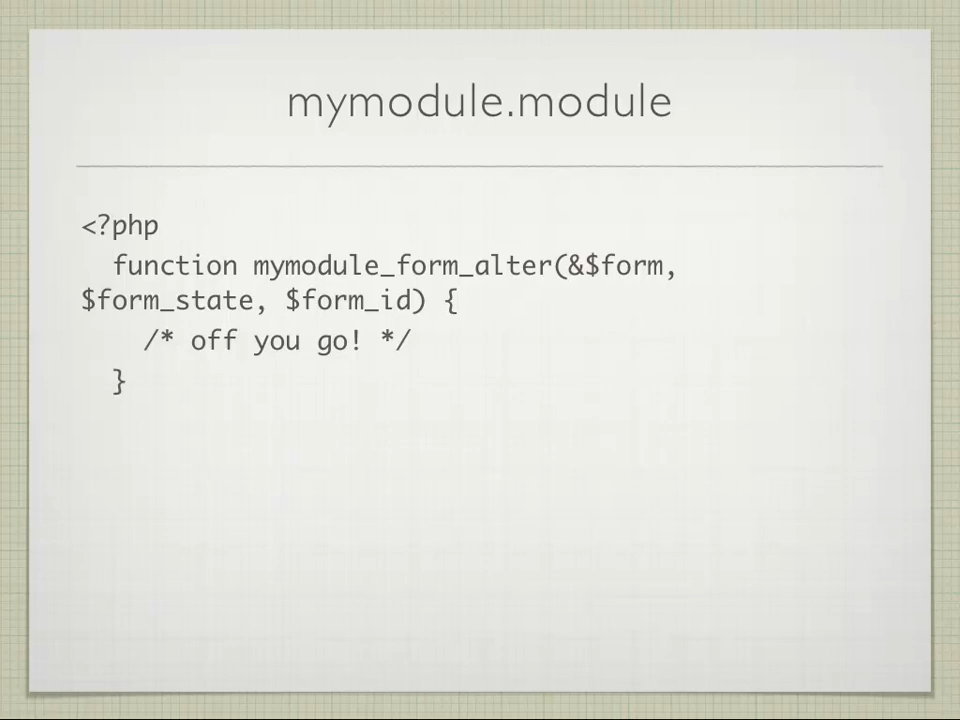 mymodule.module
<?php
function mymodule_form_alter(&$form,
$form_state, $form_id) {
/* off you go! */
}